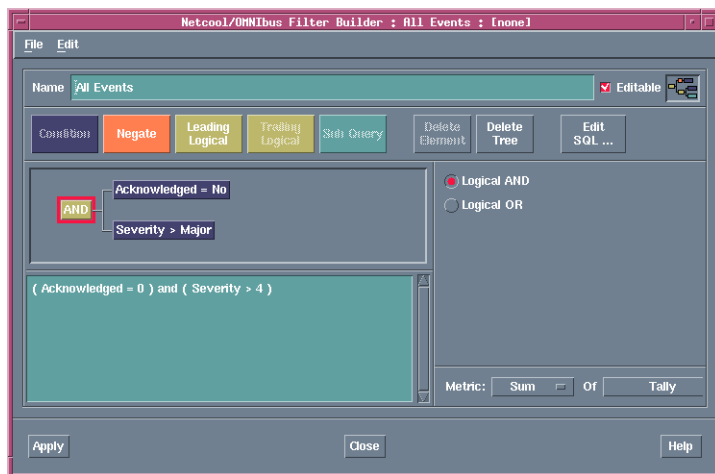 Netcool/OMNIbus Filter Builder : All Events : [none]
File Edit
Name All Events Editable
Condition Negate Leading Logical Trailing Logical Sub Query Delete Element Delete Tree Edit SQL ...
AND
Acknowledged = No
Severity > Major
Logical AND
Logical OR
( Acknowledged = 0 ) and ( Severity > 4 )
Metric: Sum Of Tally
Apply Close Help